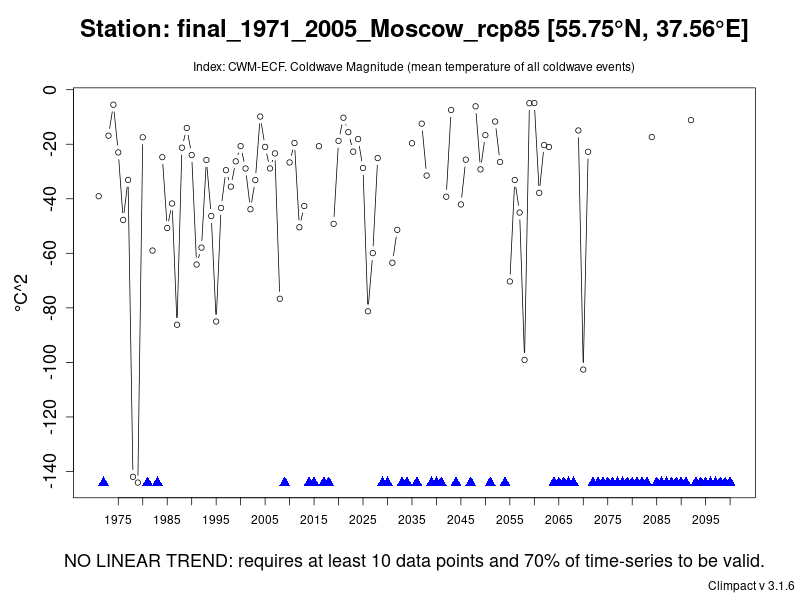 Station: final_1971_2005_Moscow_rcp85 [55.75°N, 37.56°E]
Index: CWM-ECF. Coldwave Magnitude (mean temperature of all coldwave events)
°C^2
0
-20
-40
-60
-80
-100
-120
-140
1975 1985 1995 2005 2015 2025 2035 2045 2055 2065 2075 2085 2095
NO LINEAR TREND: requires at least 10 data points and 70% of time-series to be valid.
Climpact v 3.1.6